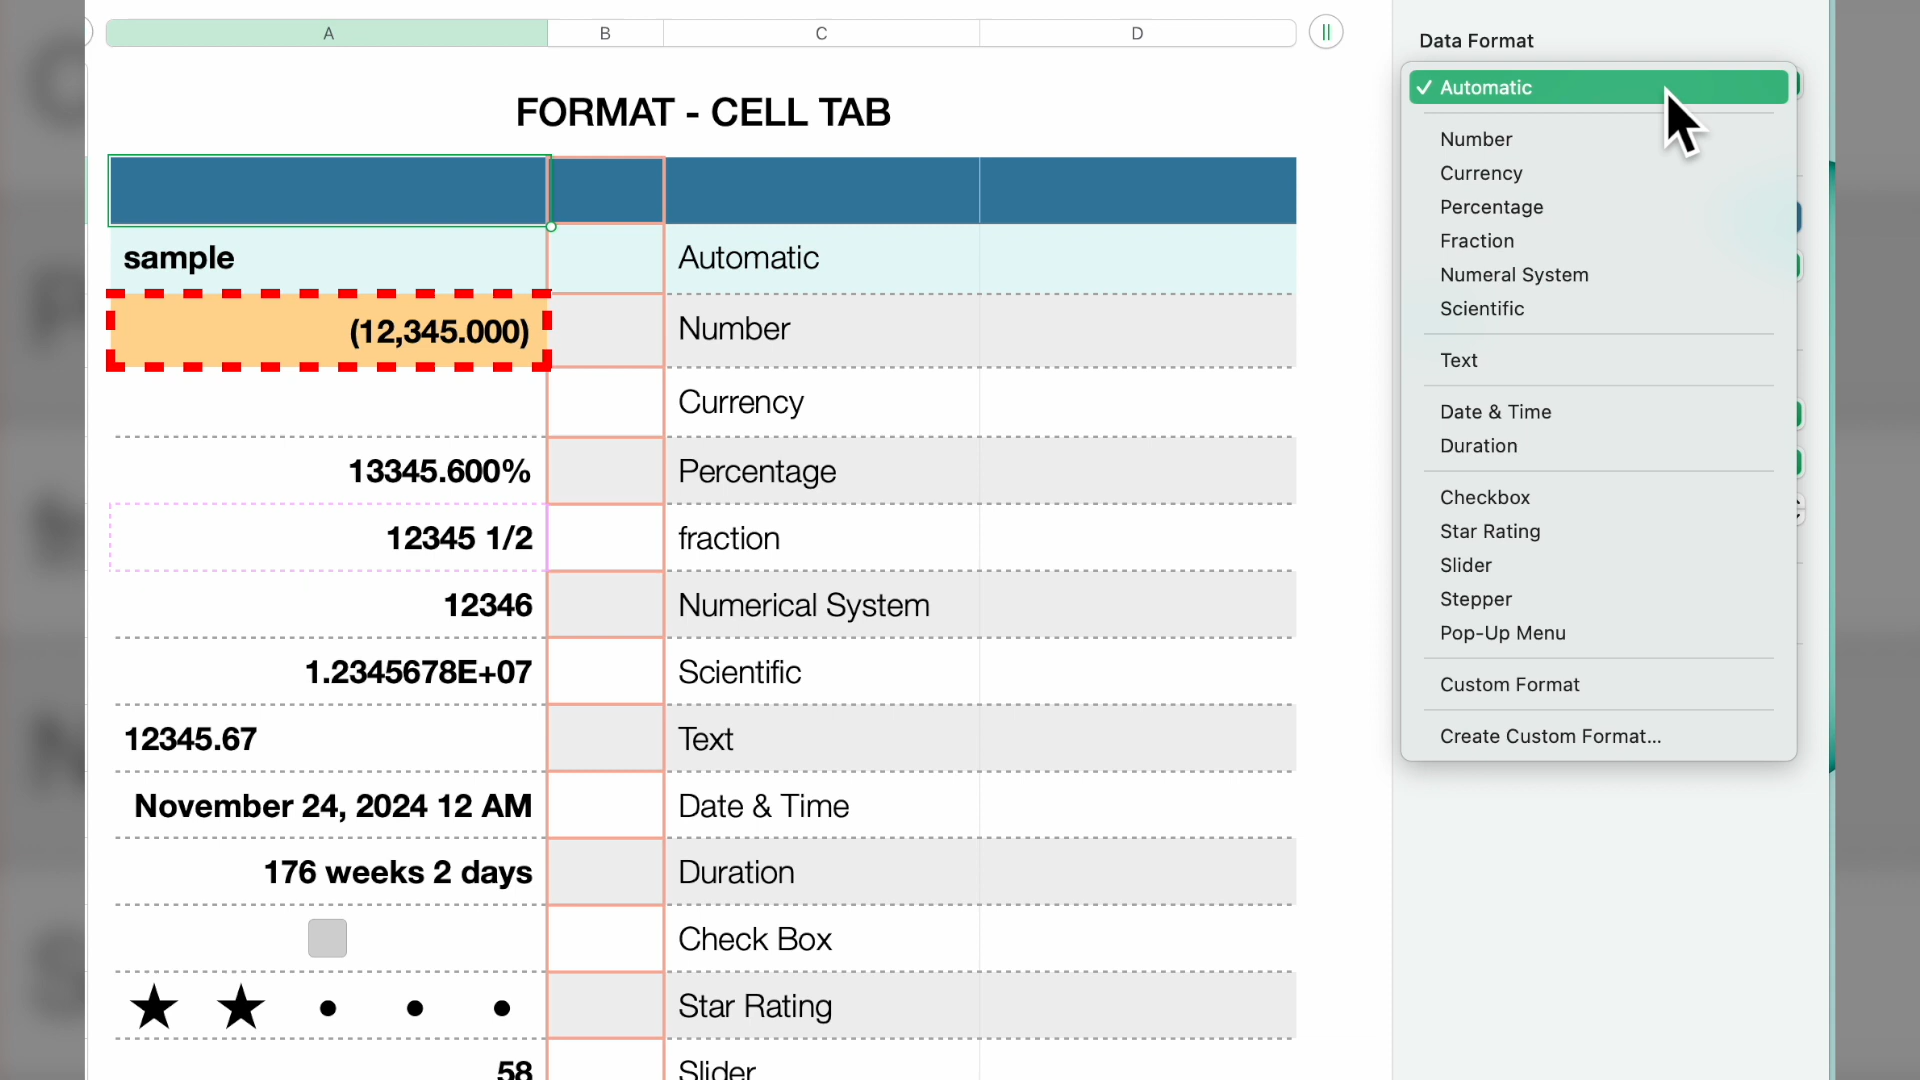 A B C D
FORMAT - CELL TAB
sample Automatic
(12,345.000) Number
Currency
13345.600% Percentage
12345 1/2 fraction
12346 Numerical System
1.2345678E+07 Scientific
12345.67 Text
November 24, 2024 12 AM Date & Time
176 weeks 2 days Duration
Check Box
Star Rating
58 Slider
Data Format
✓ Automatic
Number
Currency
Percentage
Fraction
Numeral System
Scientific
Text
Date & Time
Duration
Checkbox
Star Rating
Slider
Stepper
Pop-Up Menu
Custom Format
Create Custom Format...